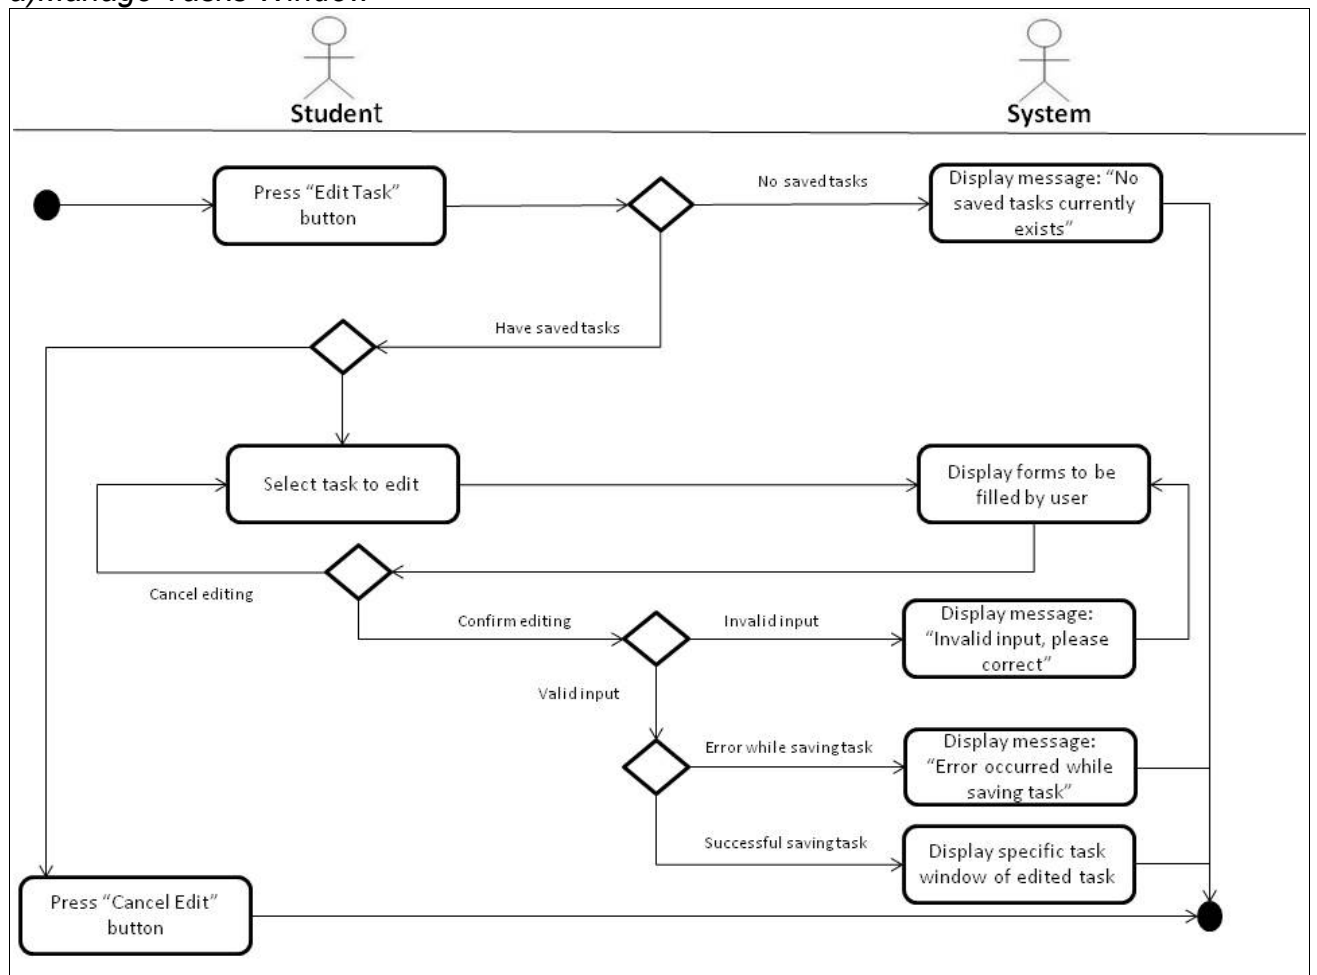 a)Manage Tasks Window
Student
System
Press “Edit Task”
button
No saved tasks
Display message: “No
saved tasks currently
exists”
Have saved tasks
Select task to edit
Display forms to be
filled by user
Cancel editing
Confirm editing
Invalid input
Display message:
“Invalid input, please
correct”
Valid input
Error while saving task
Display message:
“Error occurred while
saving task”
Successful saving task
Display specific task
window of edited task
Press “Cancel Edit”
button